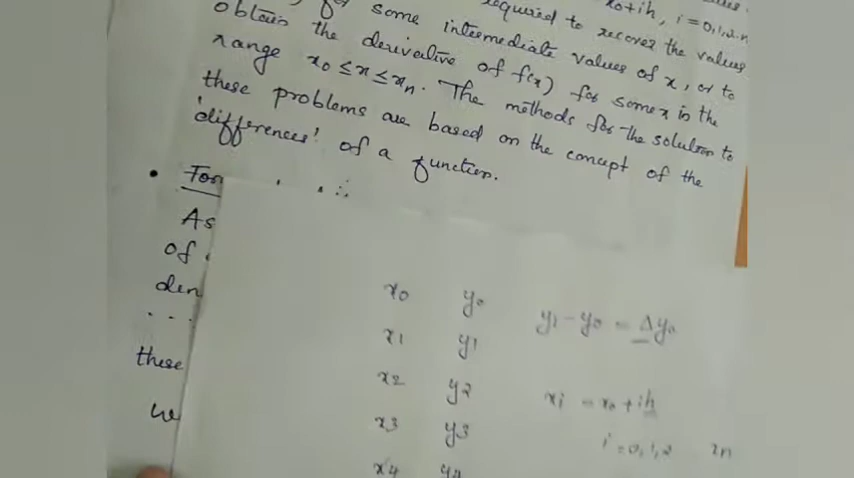 required to recover the values
x0+ih, i=0,1,2..n
some intermediate values of x, or to
obtain the derivative of f(x) for some x in the
range x0 ≤ x ≤ xn. The methods for the solution to
these problems are based on the concept of the
'differences' of a function.
• For
As
of
den
...
these
w
x0 y0 y1 - y0 = Δy0
x1 y1
x2 y2 xi = x0 + ih
x3 y3 i = 0, 1, 2
x4 y4